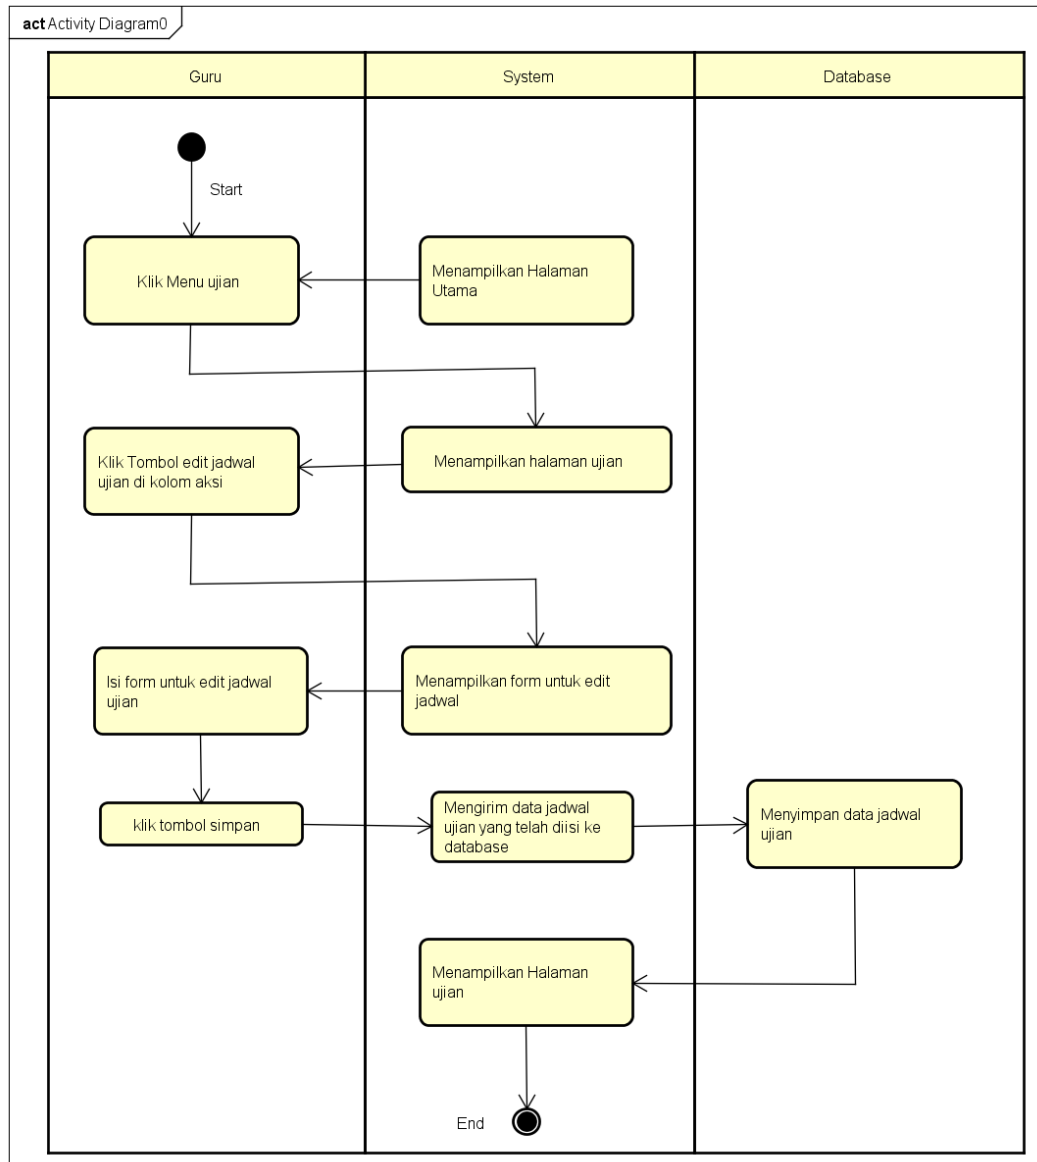 act Activity Diagram0
Guru
System
Database
Start
Klik Menu ujian
Menampilkan Halaman
Utama
Klik Tombol edit jadwal
ujian di kolom aksi
Menampilkan halaman ujian
Isi form untuk edit jadwal
ujian
Menampilkan form untuk edit
jadwal
klik tombol simpan
Mengirim data jadwal
ujian yang telah diisi ke
database
Menyimpan data jadwal
ujian
Menampilkan Halaman
ujian
End